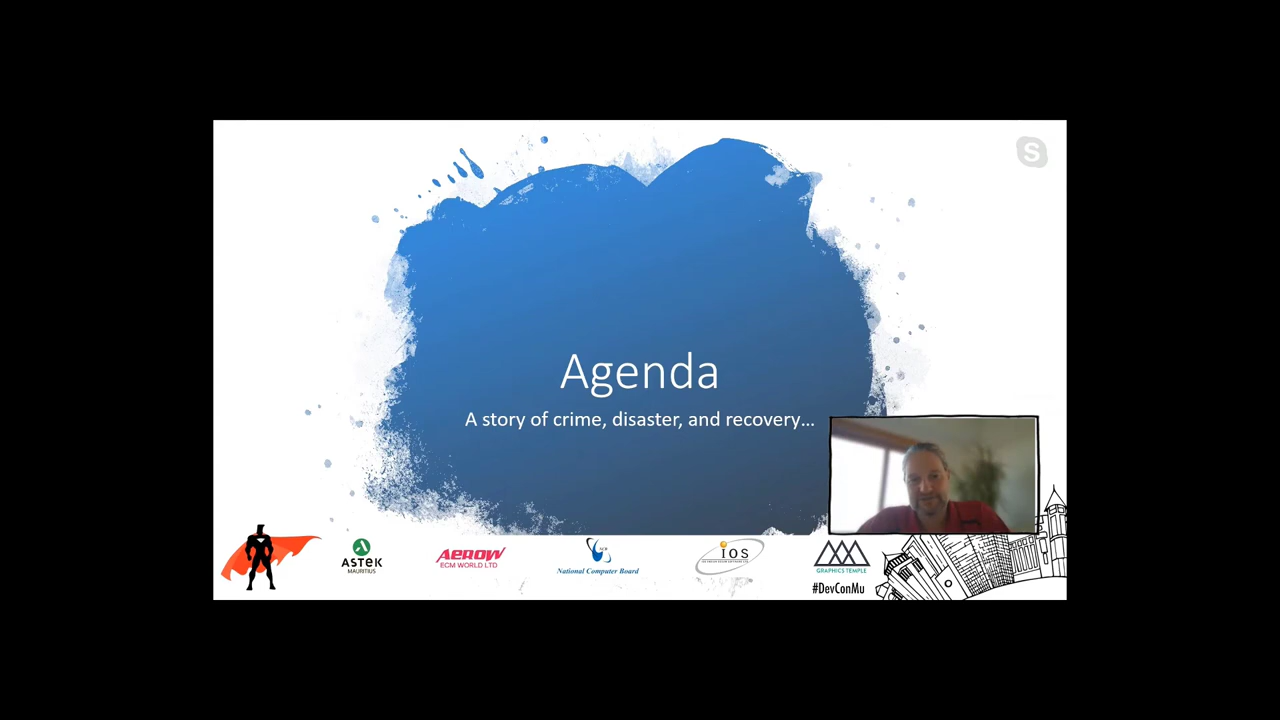 S
Agenda
A story of crime, disaster, and recovery...
ASTEK
MAURITIUS
AEROW
ECM WORLD LTD
National Computer Board
IOS
GRAPHICS TEMPLE
#DevConMu